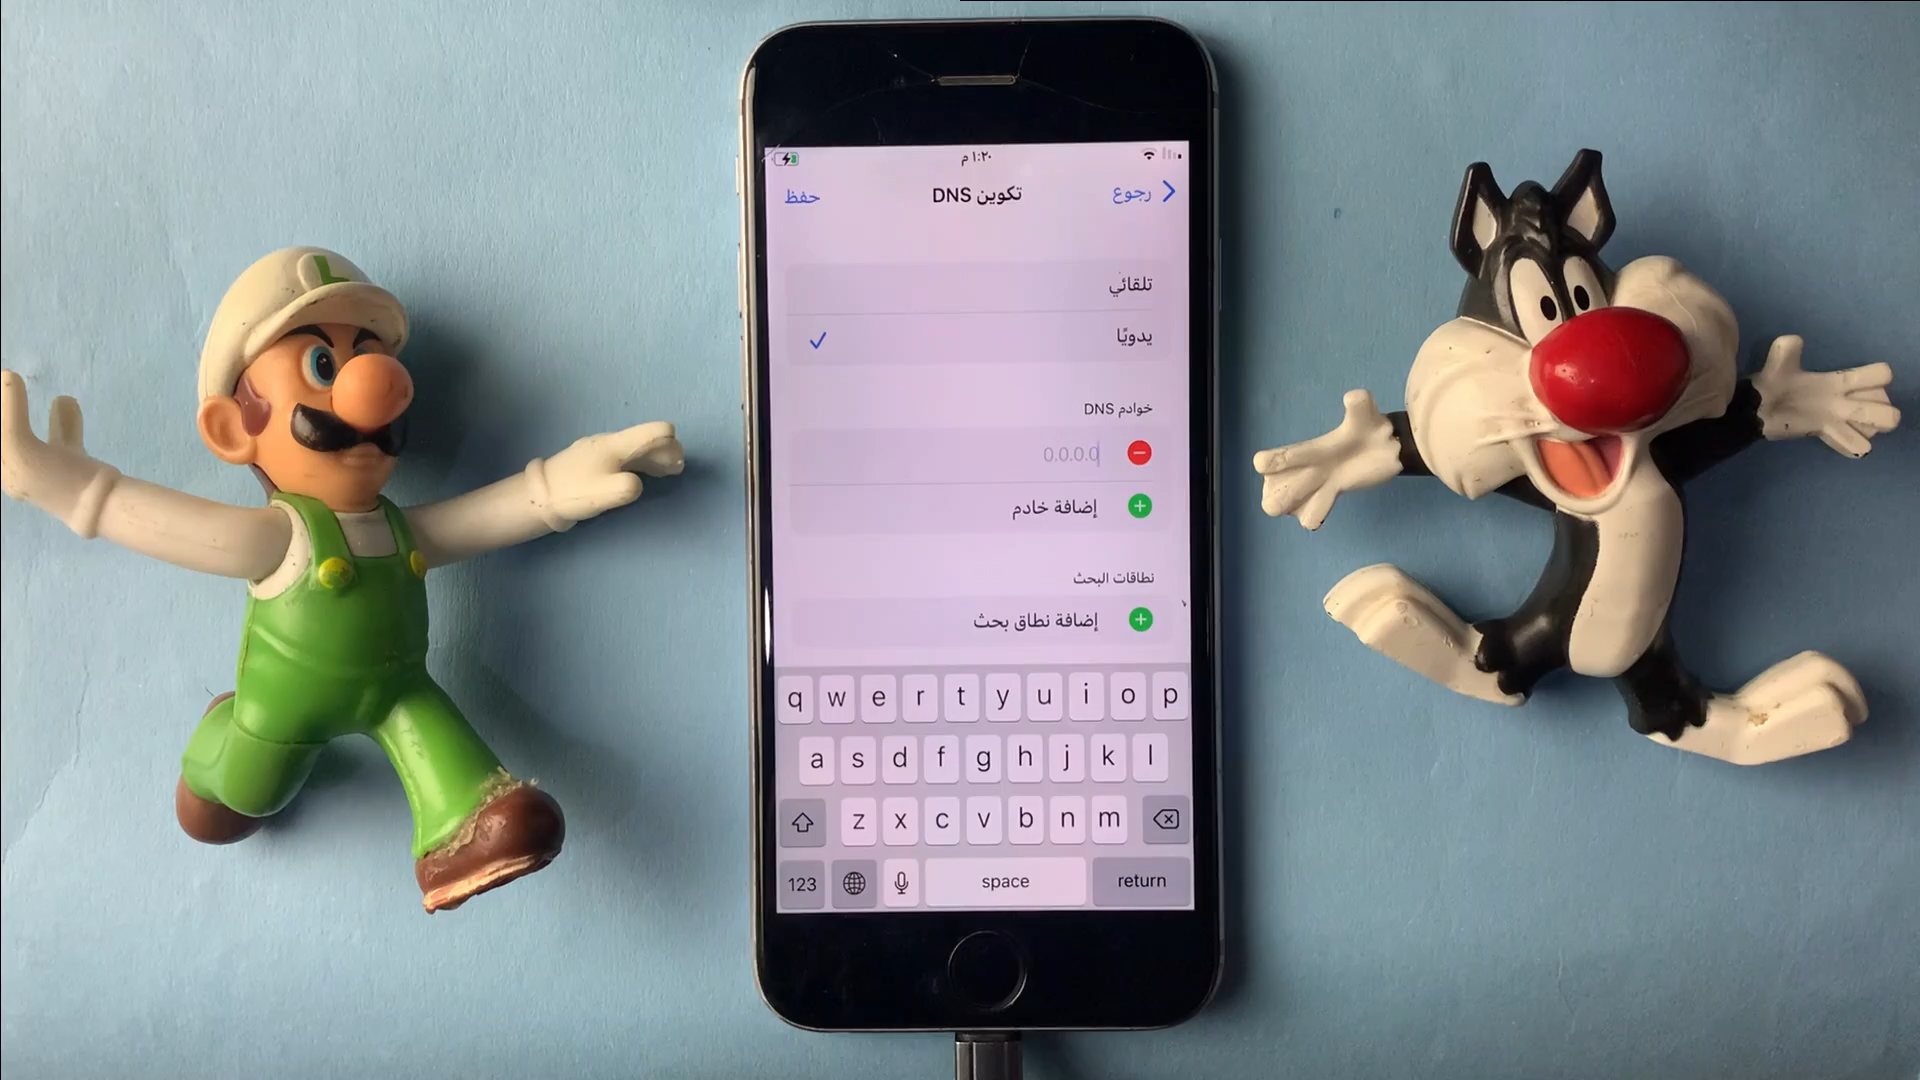 ١:٢٠ م
رجوع
تكوين DNS
حفظ
تلقائي
يدويًا
خوادم DNS
0.0.0.0
إضافة خادم
نطاقات البحث
إضافة نطاق بحث
q w e r t y u i o p
a s d f g h j k l
z x c v b n m
123 space return
L